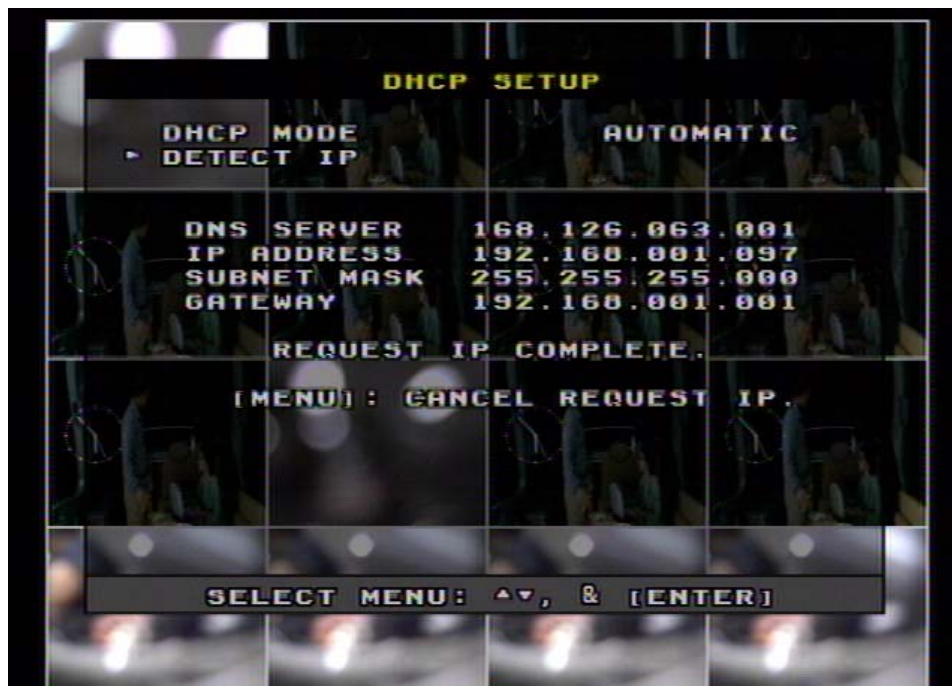 DHCP SETUP
DHCP MODE AUTOMATIC
► DETECT IP
DNS SERVER 168.126.063.001
IP ADDRESS 192.168.001.097
SUBNET MASK 255.255.255.000
GATEWAY 192.168.001.001
REQUEST IP COMPLETE.
[MENU]: CANCEL REQUEST IP.
SELECT MENU: ▲▼, & [ENTER]